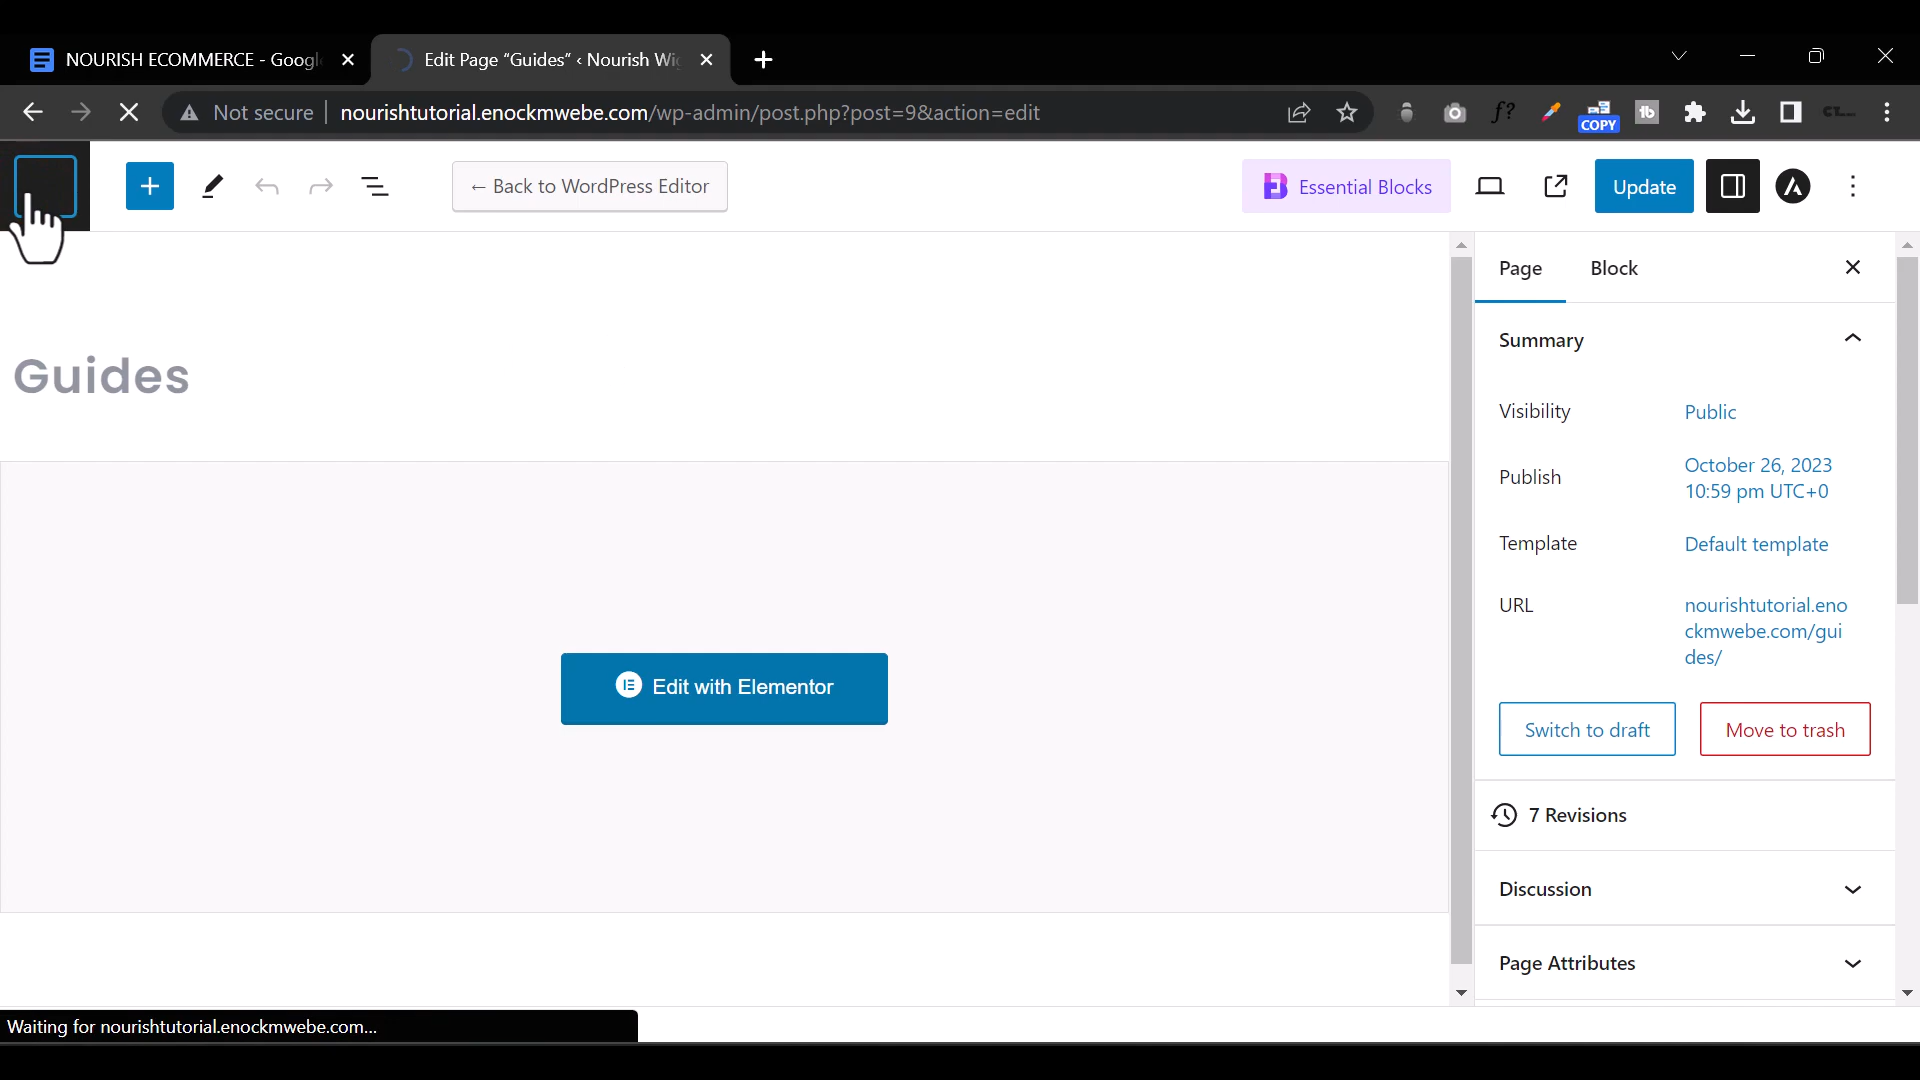 NOURISH ECOMMERCE - Googl
Edit Page “Guides” ‹ Nourish Wi
Not secure
nourishtutorial.enockmwebe.com/wp-admin/post.php?post=9&action=edit
f?
COPY
tb
← Back to WordPress Editor
Essential Blocks
Update
Page
Block
Guides
Summary
Visibility
Public
Publish
October 26, 2023
10:59 pm UTC+0
Template
Default template
URL
nourishtutorial.eno
ckmwebe.com/gui
des/
Edit with Elementor
Switch to draft
Move to trash
7 Revisions
Discussion
Page Attributes
Waiting for nourishtutorial.enockmwebe.com...